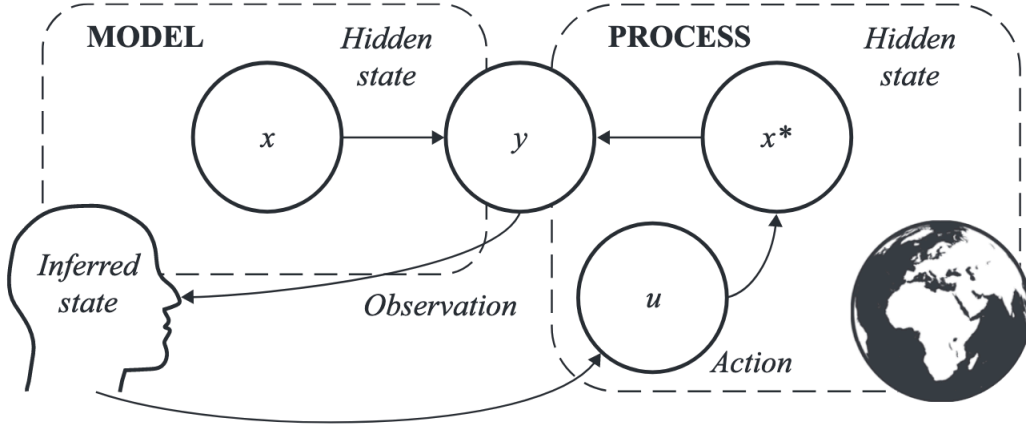 MODEL
Hidden
state
x
y
PROCESS
Hidden
state
x*
Inferred
state
Observation
u
Action